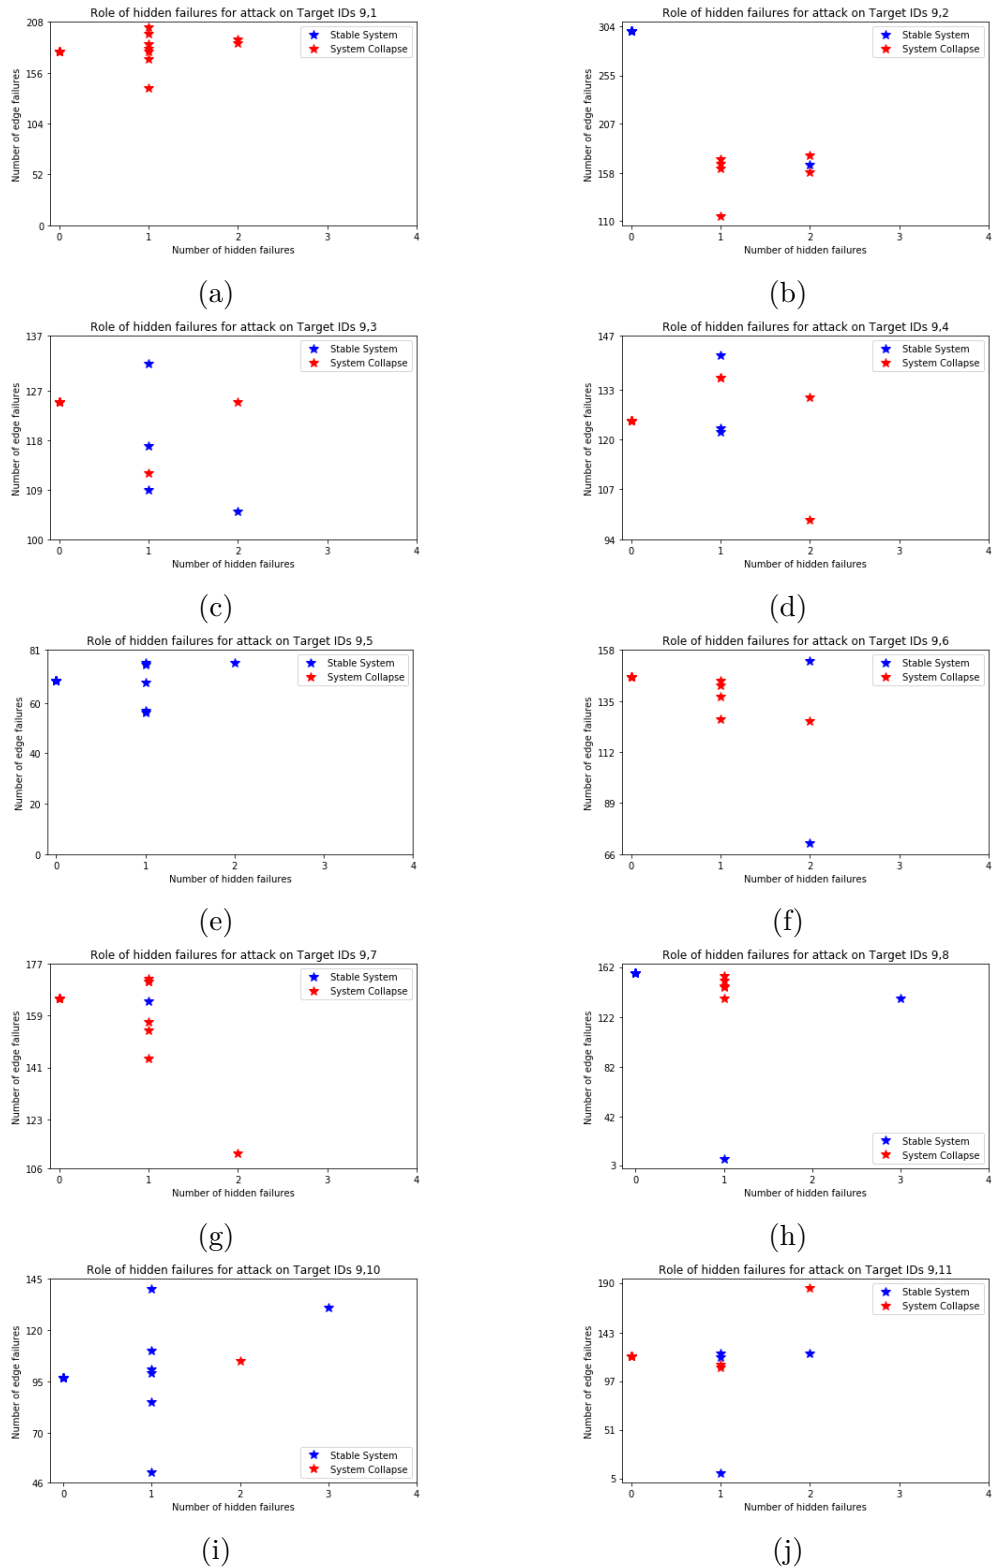 Role of hidden failures for attack on Target IDs 9,1
208
156
104
52
0
Number of edge failures
Stable System
System Collapse
0 1 2 3 4
Number of hidden failures
(a)
Role of hidden failures for attack on Target IDs 9,2
304
255
207
158
110
Number of edge failures
Stable System
System Collapse
0 1 2 3 4
Number of hidden failures
(b)
Role of hidden failures for attack on Target IDs 9,3
137
127
118
109
100
Number of edge failures
Stable System
System Collapse
0 1 2 3 4
Number of hidden failures
(c)
Role of hidden failures for attack on Target IDs 9,4
147
133
120
107
94
Number of edge failures
Stable System
System Collapse
0 1 2 3 4
Number of hidden failures
(d)
Role of hidden failures for attack on Target IDs 9,5
81
60
40
20
0
Number of edge failures
Stable System
System Collapse
0 1 2 3 4
Number of hidden failures
(e)
Role of hidden failures for attack on Target IDs 9,6
158
135
112
89
66
Number of edge failures
Stable System
System Collapse
0 1 2 3 4
Number of hidden failures
(f)
Role of hidden failures for attack on Target IDs 9,7
177
159
141
123
106
Number of edge failures
Stable System
System Collapse
0 1 2 3 4
Number of hidden failures
(g)
Role of hidden failures for attack on Target IDs 9,8
162
122
82
42
3
Number of edge failures
Stable System
System Collapse
0 1 2 3 4
Number of hidden failures
(h)
Role of hidden failures for attack on Target IDs 9,10
145
120
95
70
46
Number of edge failures
Stable System
System Collapse
0 1 2 3 4
Number of hidden failures
(i)
Role of hidden failures for attack on Target IDs 9,11
190
143
97
51
5
Number of edge failures
Stable System
System Collapse
0 1 2 3 4
Number of hidden failures
(j)